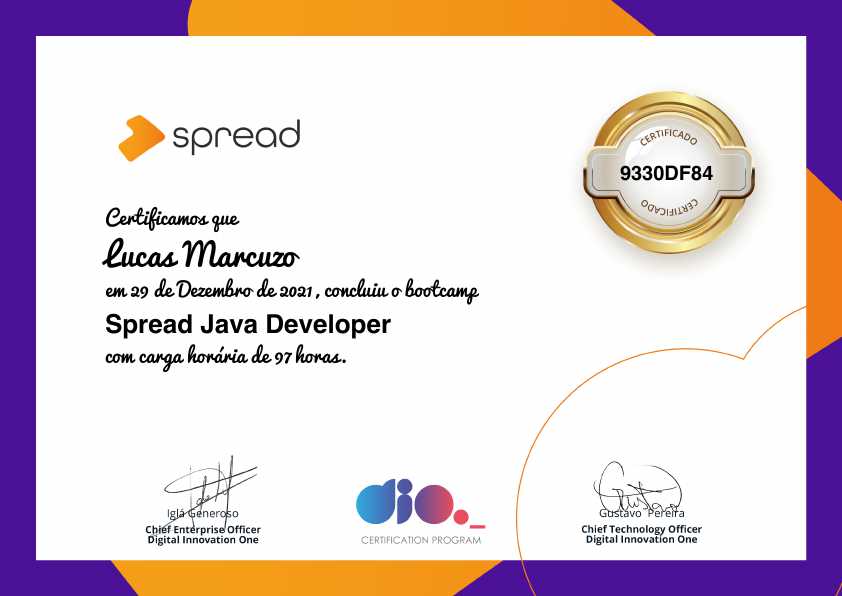 spread
CERTIFICADO
9330DF84
CERTIFICADO
Certificamos que
Lucas Marcuzo
em 29 de Dezembro de 2021 , concluiu o bootcamp
Spread Java Developer
com carga horária de 97 horas.
Iglá Generoso
Chief Enterprise Officer
Digital Innovation One
dio._
CERTIFICATION PROGRAM
Gustavo Pereira
Chief Technology Officer
Digital Innovation One